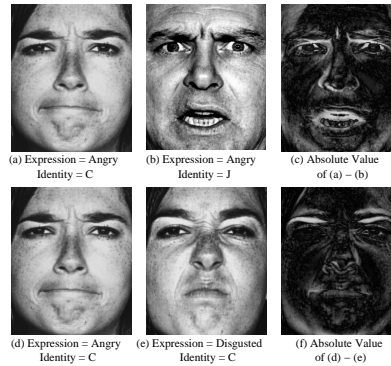 (a) Expression = Angry
Identity = C
(b) Expression = Angry
Identity = J
(c) Absolute Value
of (a) – (b)
(d) Expression = Angry
Identity = C
(e) Expression = Disgusted
Identity = C
(f) Absolute Value
of (d) – (e)